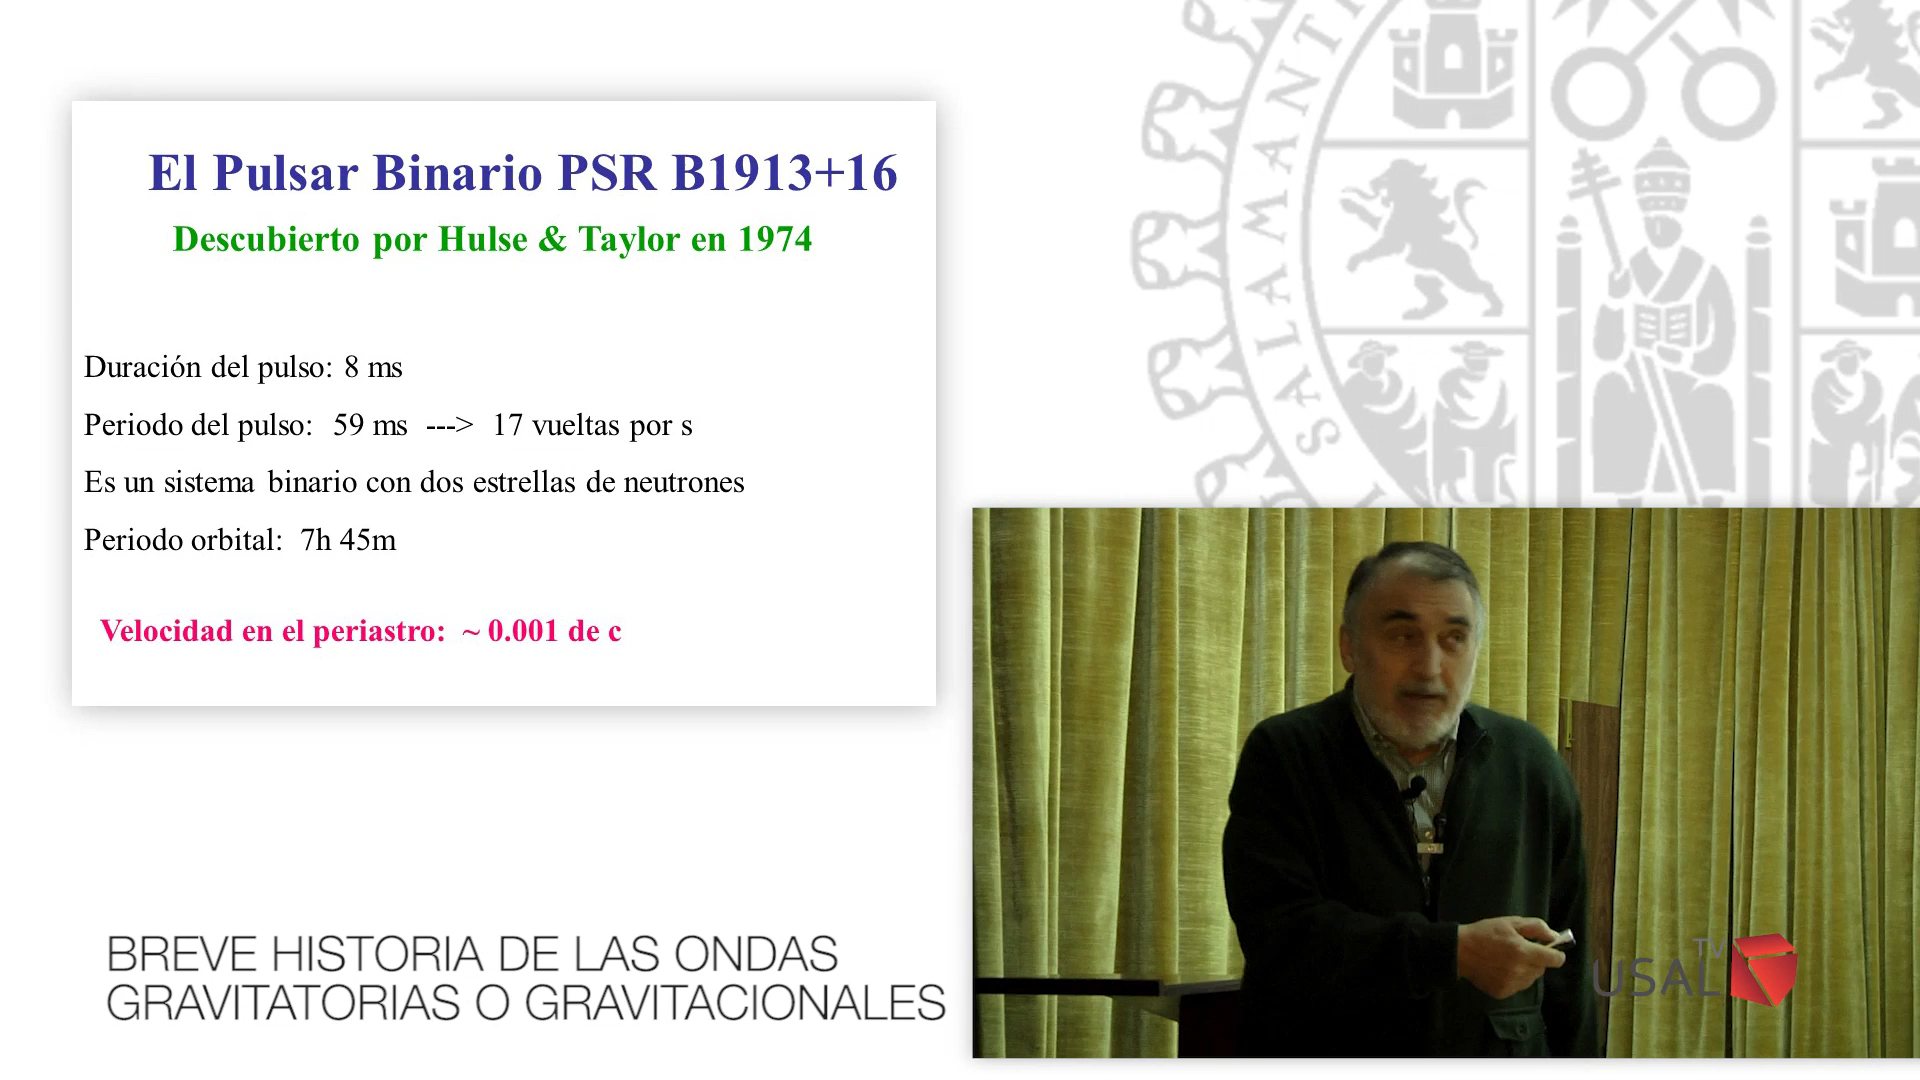 El Pulsar Binario PSR B1913+16
Descubierto por Hulse & Taylor en 1974
Duración del pulso: 8 ms
Periodo del pulso: 59 ms ---> 17 vueltas por s
Es un sistema binario con dos estrellas de neutrones
Periodo orbital: 7h 45m
Velocidad en el periastro: ~ 0.001 de c
BREVE HISTORIA DE LAS ONDAS
GRAVITATORIAS O GRAVITACIONALES
SALAMANTI
TV
USAL